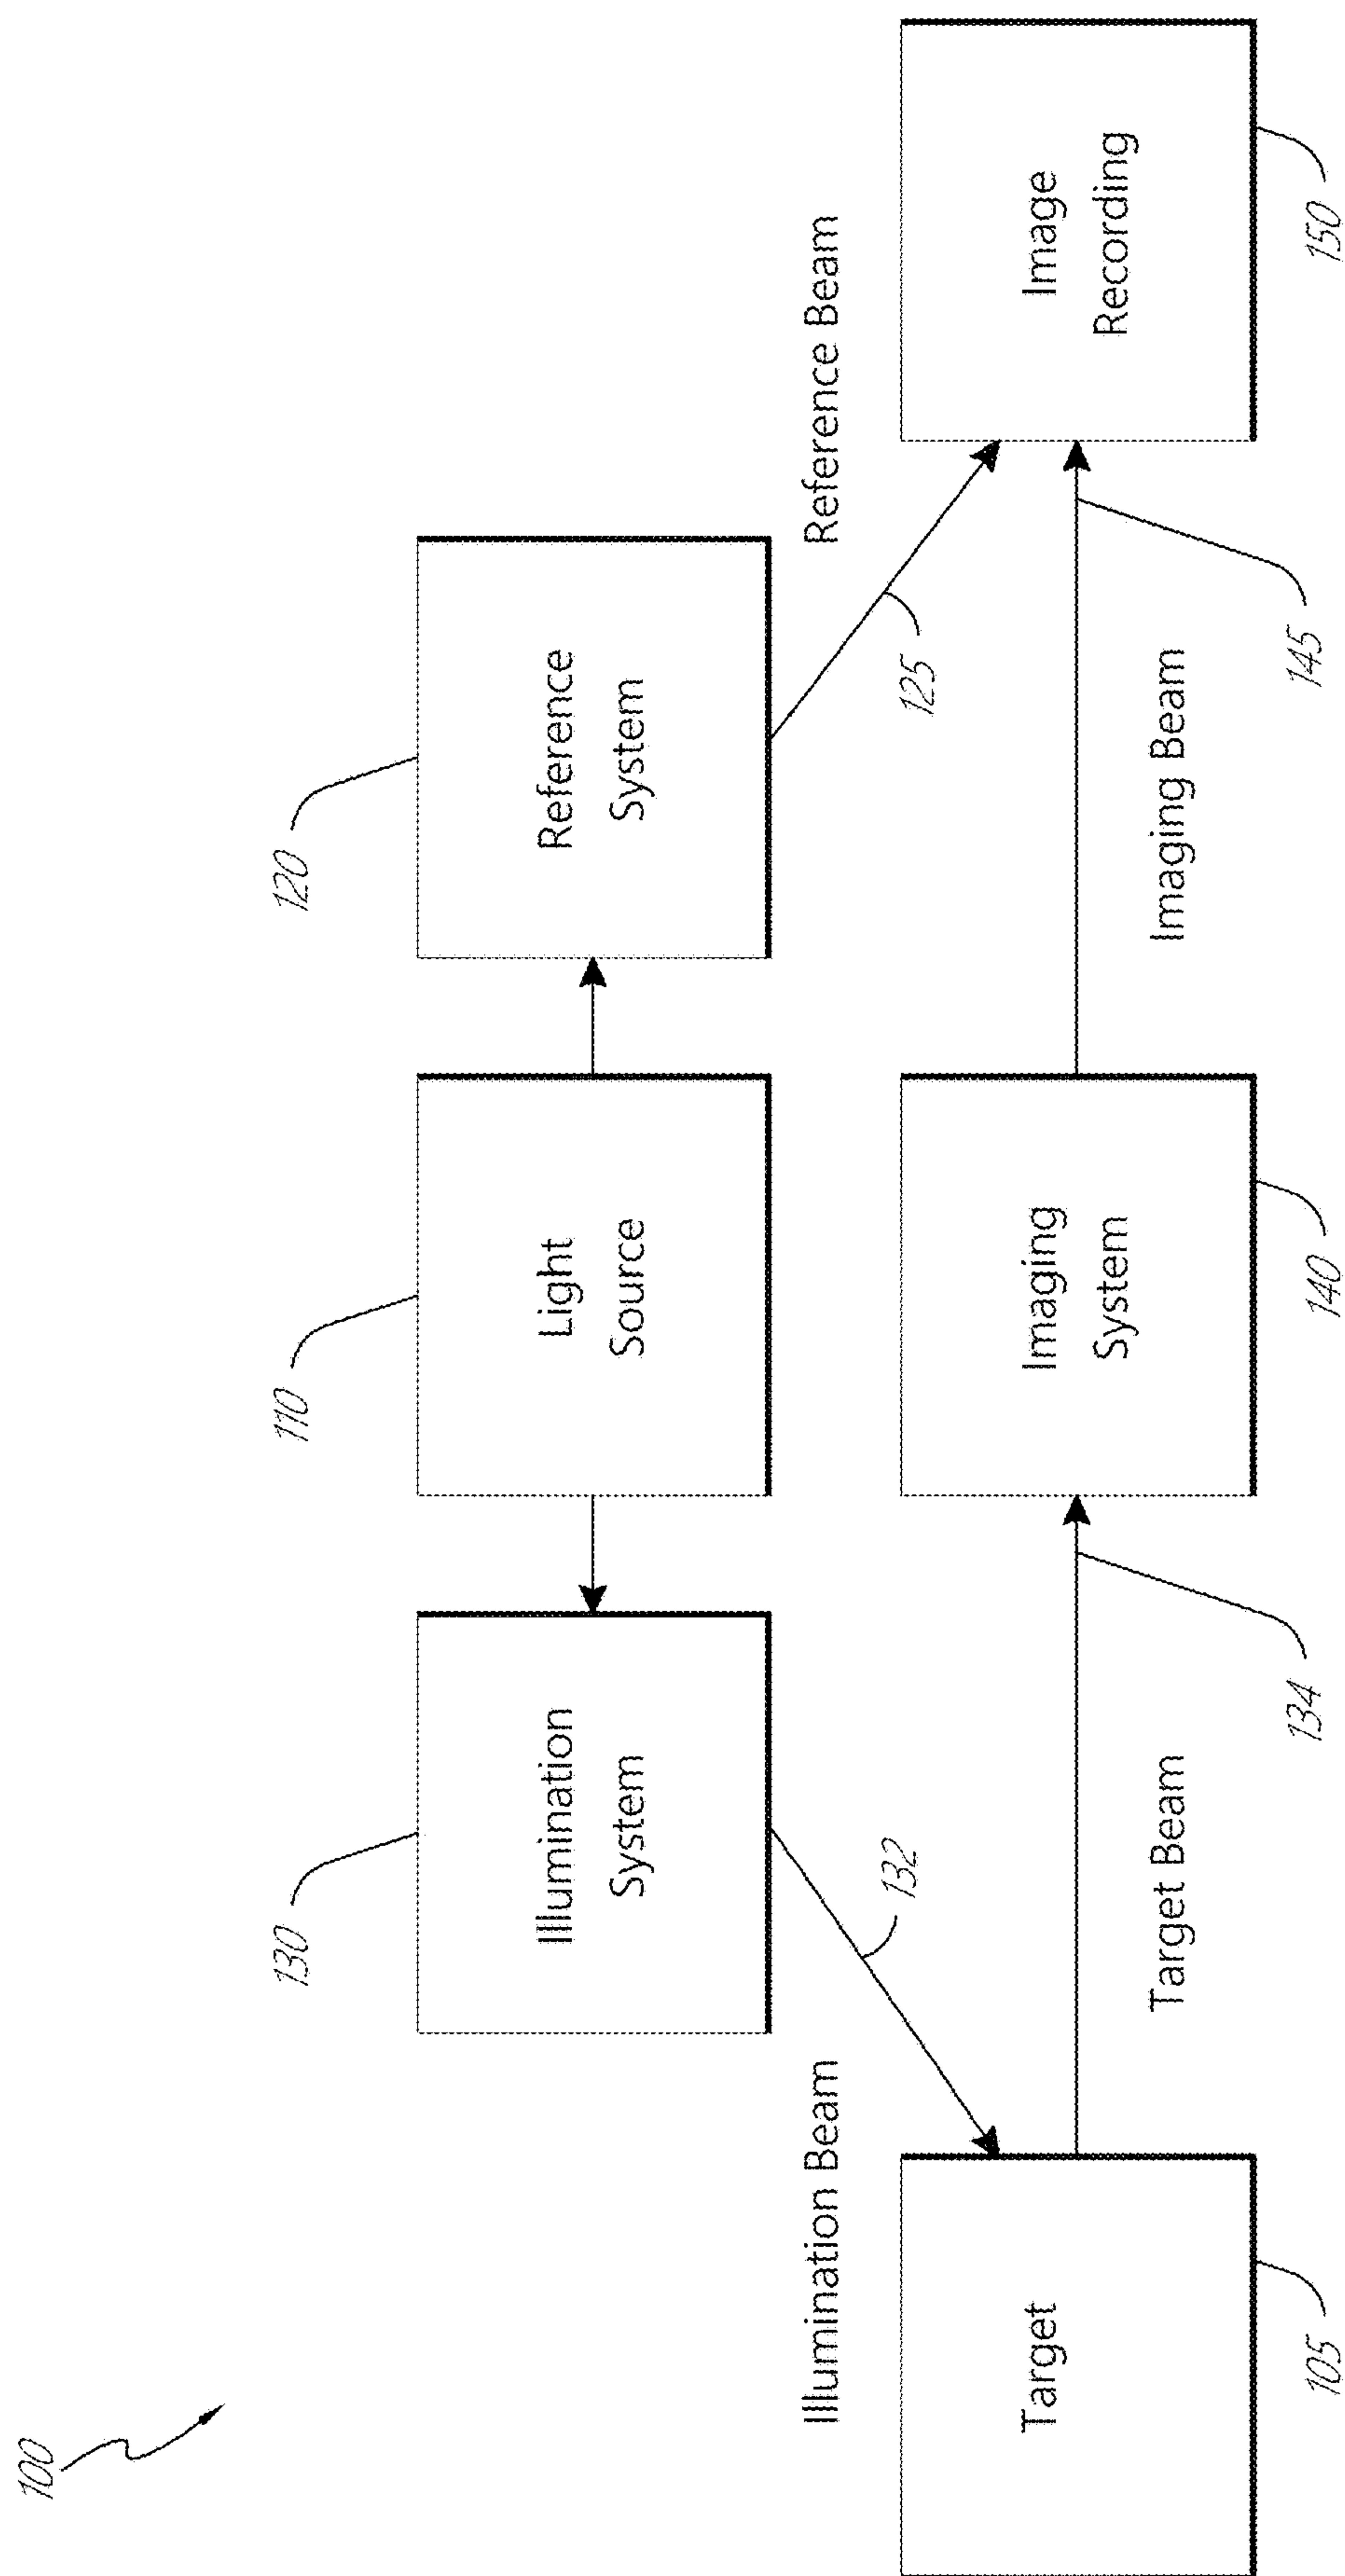 100
130
110
120
Illumination
System
Light
Source
Reference
System
Illumination Beam
132
125
Reference Beam
Target
Imaging
System
Image
Recording
Target Beam
Imaging Beam
105
134
140
145
150